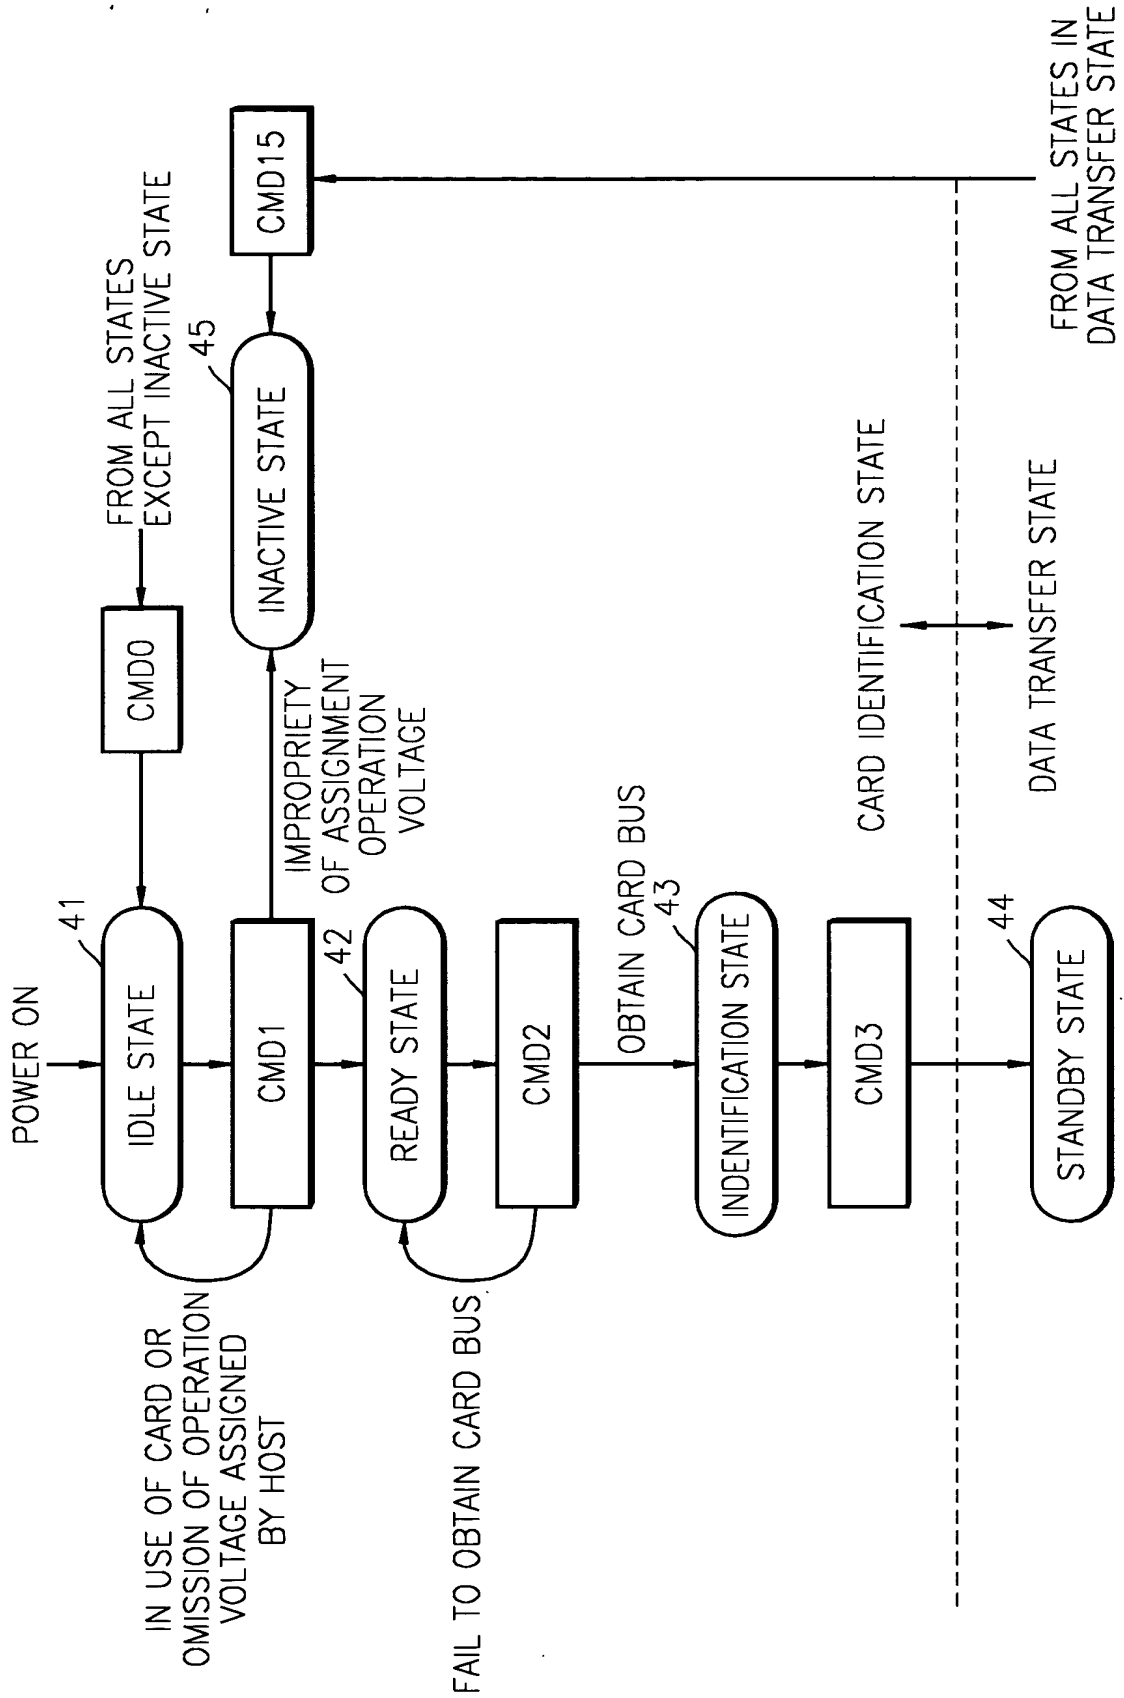 POWER ON
41
IDLE STATE
CMD0
FROM ALL STATES
EXCEPT INACTIVE STATE
IN USE OF CARD OR
OMISSION OF OPERATION
VOLTAGE ASSIGNED
BY HOST
CMD1
IMPROPRIETY
OF ASSIGNMENT
OPERATION
VOLTAGE
45
INACTIVE STATE
CMD15
42
READY STATE
FAIL TO OBTAIN CARD BUS
CMD2
OBTAIN CARD BUS
43
INDENTIFICATION STATE
CMD3
CARD IDENTIFICATION STATE
DATA TRANSFER STATE
44
STANDBY STATE
FROM ALL STATES IN
DATA TRANSFER STATE